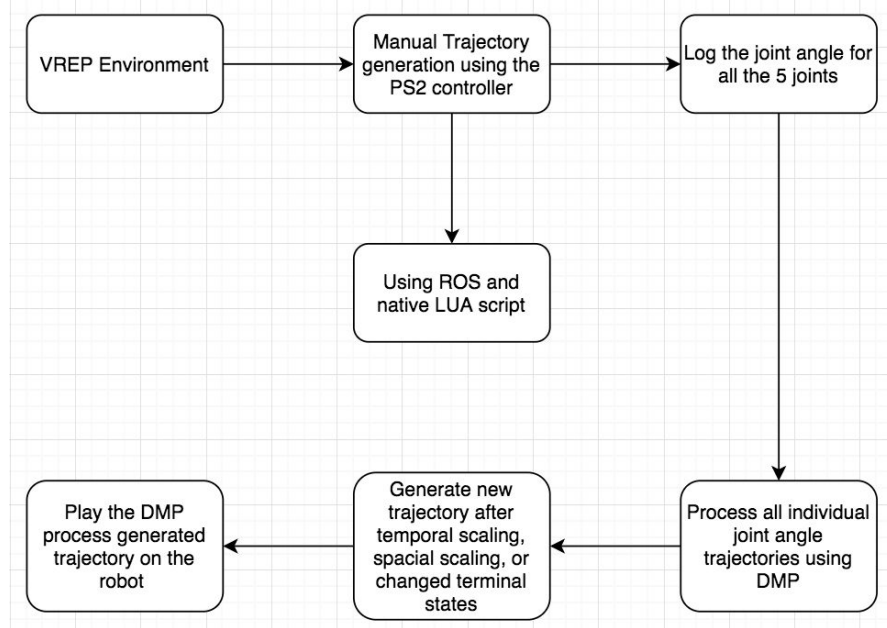 VREP Environment
Manual Trajectory
generation using the
PS2 controller
Log the joint angle for
all the 5 joints
Using ROS and
native LUA script
Play the DMP
process generated
trajectory on the
robot
Generate new
trajectory after
temporal scaling,
spacial scaling, or
changed terminal
states
Process all individual
joint angle
trajectories using
DMP